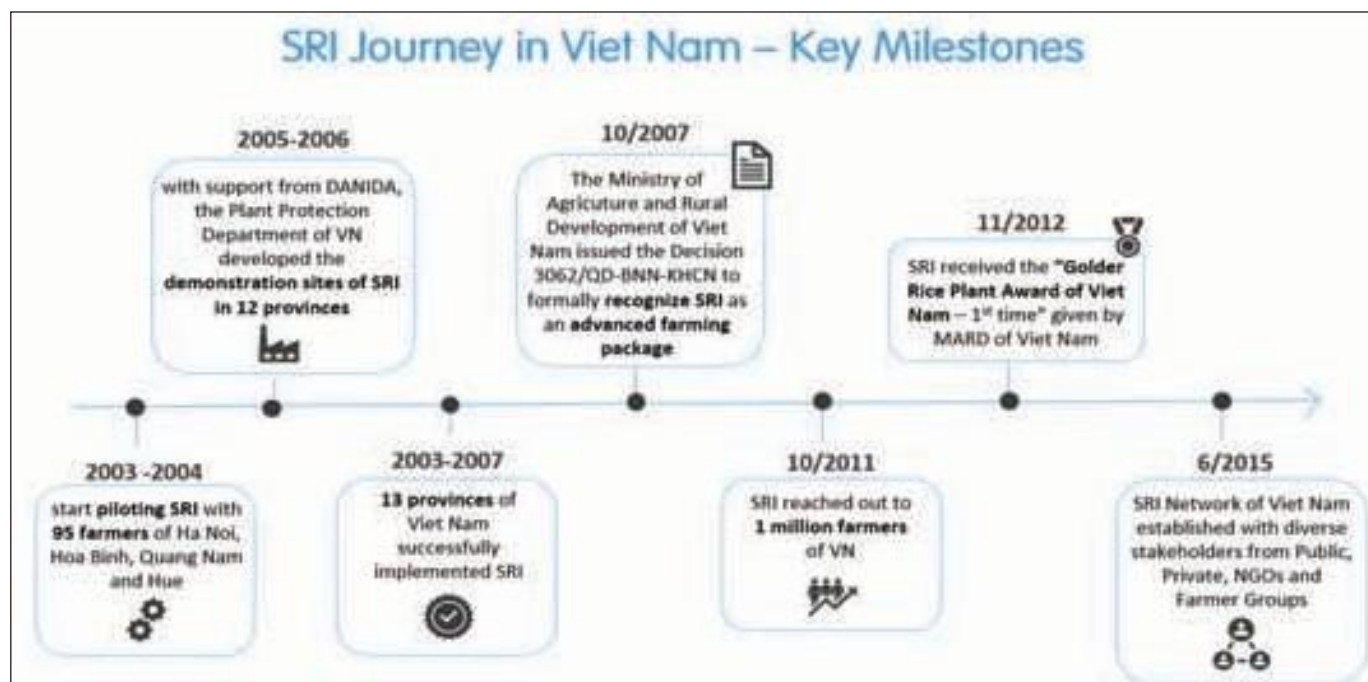 SRI Journey in Viet Nam – Key Milestones
2005-2006
with support from DANIDA,
the Plant Protection
Department of VN
developed the
demonstration sites of SRI
in 12 provinces
10/2007
The Ministry of
Agricuture and Rural
Development of Viet
Nam issued the Decision
3062/QD-BNN-KHCN to
formally recognize SRI as
an advanced farming
package
11/2012
SRI received the "Golder
Rice Plant Award of Viet
Nam – 1st time" given by
MARD of Viet Nam
2003 -2004
start piloting SRI with
95 farmers of Ha Noi,
Hoa Binh, Quang Nam
and Hue
2003-2007
13 provinces of
Viet Nam
successfully
implemented SRI
10/2011
SRI reached out to
1 million farmers
of VN
6/2015
SRI Network of Viet Nam
established with diverse
stakeholders from Public,
Private, NGOs and
Farmer Groups